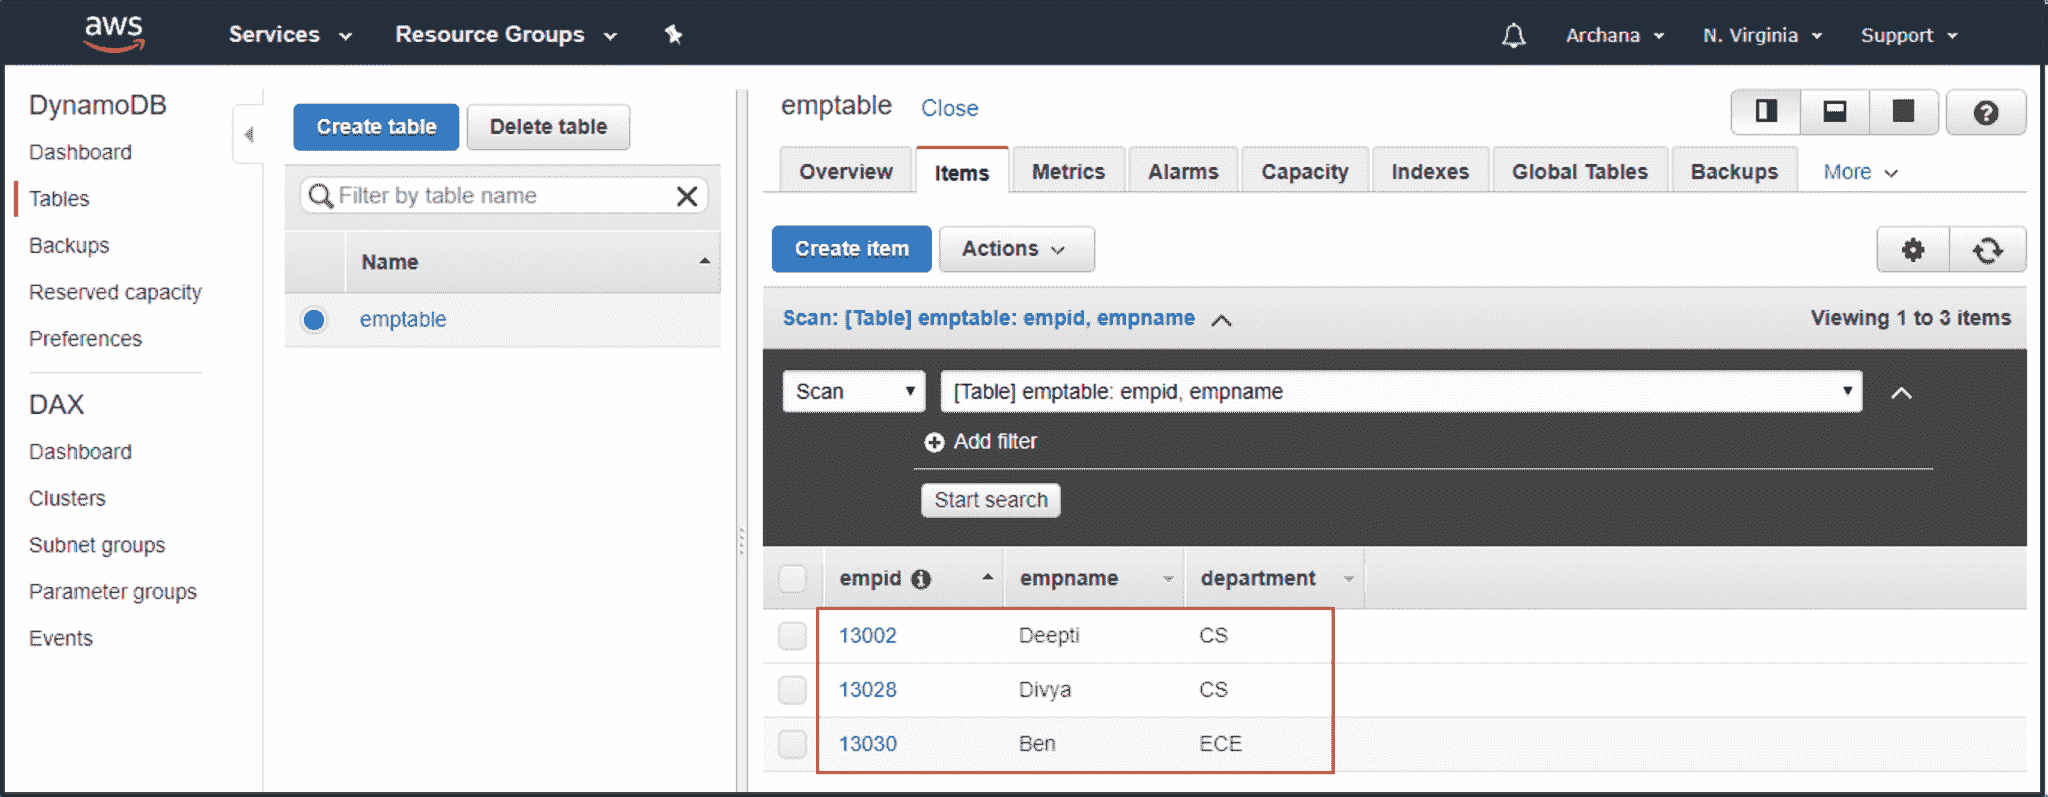 aws Services Resource Groups Archana N. Virginia Support
DynamoDB
Dashboard
Tables
Backups
Reserved capacity
Preferences
DAX
Dashboard
Clusters
Subnet groups
Parameter groups
Events
Create table Delete table
Filter by table name
Name
emptable
emptable Close
Overview Items Metrics Alarms Capacity Indexes Global Tables Backups More
Create item Actions
Scan: [Table] emptable: empid, empname Viewing 1 to 3 items
Scan [Table] emptable: empid, empname
Add filter
Start search
empid empname department
13002 Deepti CS
13028 Divya CS
13030 Ben ECE